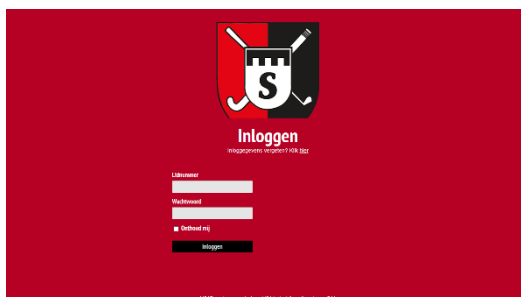 S
Inloggen
Inloggegevens vergeten? Klik hier
Lidnummer
Wachtwoord
Onthoud mij
Inloggen